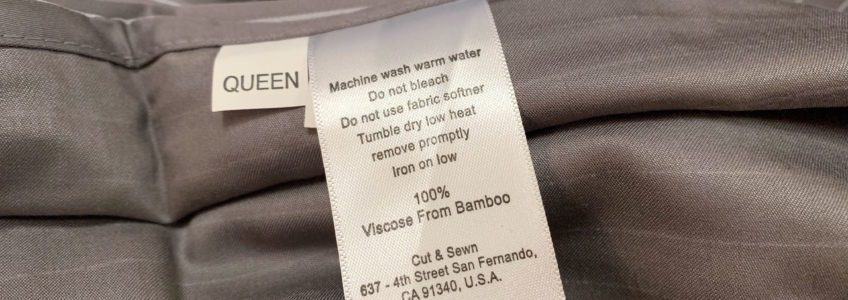 QUEEN
Machine wash warm water
Do not bleach
Do not use fabric softner
Tumble dry low heat
remove promptly
Iron on low
100%
Viscose From Bamboo
Cut & Sewn
637 - 4th Street San Fernando,
CA 91340, U.S.A.